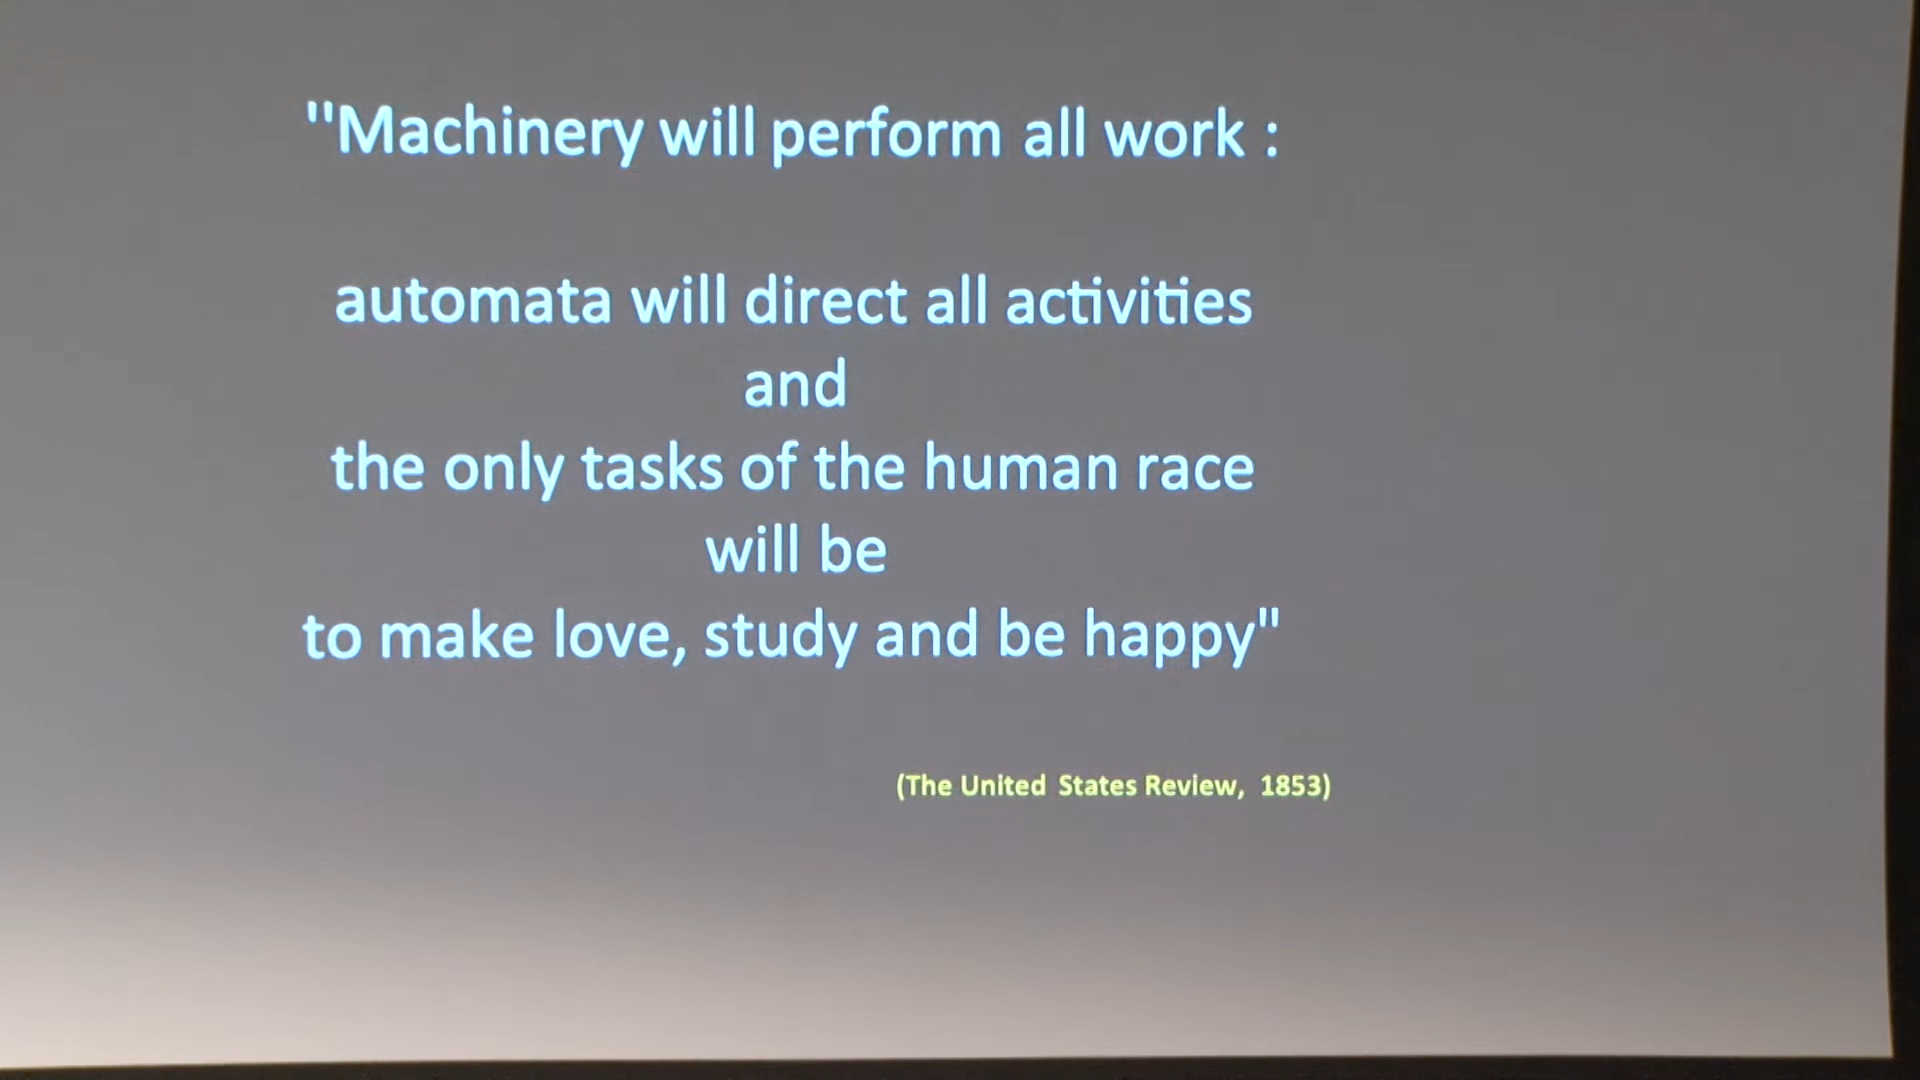 "Machinery will perform all work :
automata will direct all activities
and
the only tasks of the human race
will be
to make love, study and be happy"
(The United States Review, 1853)